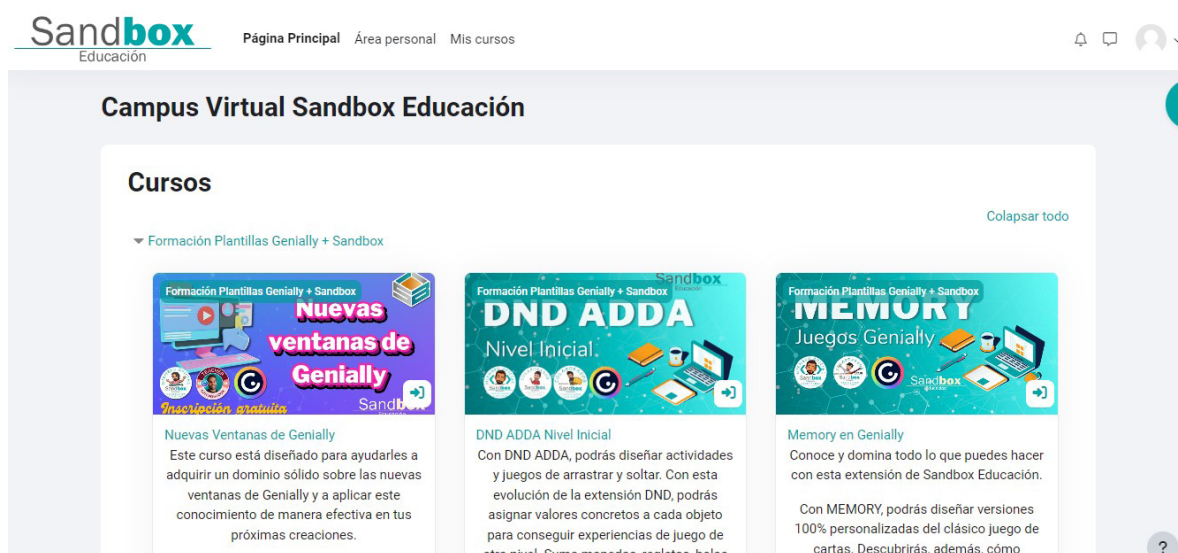 Sandbox
Educación
Página Principal Área personal Mis cursos
Campus Virtual Sandbox Educación
Cursos
Colapsar todo
Formación Plantillas Genially + Sandbox
Formación Plantillas Genially + Sandbox
Nuevas
ventanas de
Genially
Inscripción gratuita
Sandbox
Nuevas Ventanas de Genially
Este curso está diseñado para ayudarles a
adquirir un dominio sólido sobre las nuevas
ventanas de Genially y a aplicar este
conocimiento de manera efectiva en tus
próximas creaciones.
Sandbox
Educación
Formación Plantillas Genially + Sandbox
DND ADDA
Nivel Inicial.
DND ADDA Nivel Inicial
Con DND ADDA, podrás diseñar actividades
y juegos de arrastrar y soltar. Con esta
evolución de la extensión DND, podrás
asignar valores concretos a cada objeto
para conseguir experiencias de juego de
otro nivel. Suma monedas, regletas, bolas
Formación Plantillas Genially + Sandbox
MEMORY
Juegos Genially
Sandbox
Memory en Genially
Conoce y domina todo lo que puedes hacer
con esta extensión de Sandbox Educación.
Con MEMORY, podrás diseñar versiones
100% personalizadas del clásico juego de
cartas. Descubrirás, además, cómo
?